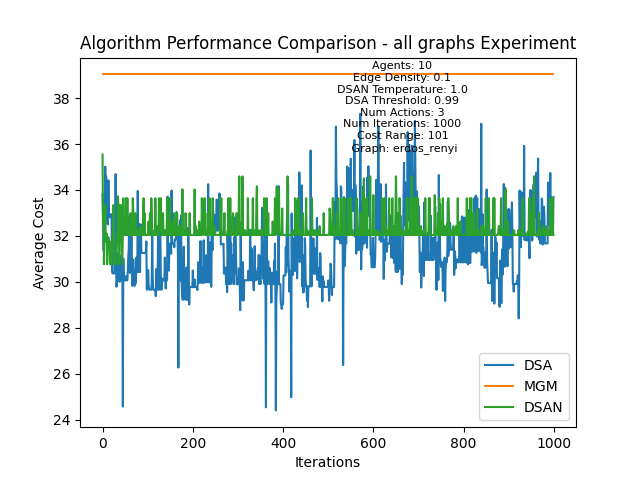 Algorithm Performance Comparison - all graphs Experiment
Agents: 10
Edge Density: 0.1
DSAN Temperature: 1.0
DSA Threshold: 0.99
Num Actions: 3
Num Iterations: 1000
Cost Range: 101
Graph: erdos_renyi
Average Cost
38
36
34
32
30
28
26
24
0
200
400
600
800
1000
Iterations
DSA
MGM
DSAN